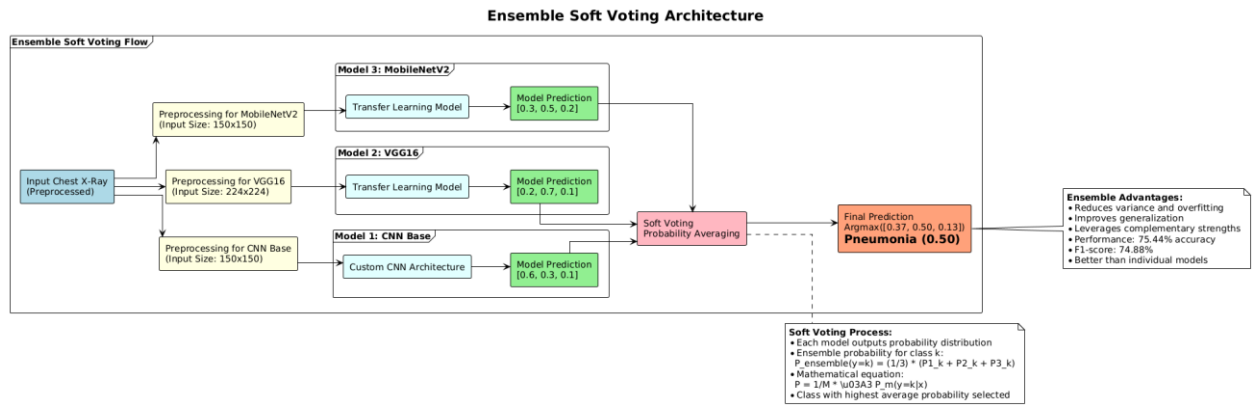 Ensemble Soft Voting Architecture
Ensemble Soft Voting Flow
Model 3: MobileNetV2
Preprocessing for MobileNetV2
(Input Size: 150x150)
Transfer Learning Model
Model Prediction
[0.3, 0.5, 0.2]
Model 2: VGG16
Input Chest X-Ray
(Preprocessed)
Preprocessing for VGG16
(Input Size: 224x224)
Transfer Learning Model
Model Prediction
[0.2, 0.7, 0.1]
Model 1: CNN Base
Preprocessing for CNN Base
(Input Size: 150x150)
Custom CNN Architecture
Model Prediction
[0.6, 0.3, 0.1]
Soft Voting
Probability Averaging
Final Prediction
Argmax([0.37, 0.50, 0.13])
Pneumonia (0.50)
Ensemble Advantages:
• Reduces variance and overfitting
• Improves generalization
• Leverages complementary strengths
• Performance: 75.44% accuracy
• F1-score: 74.88%
• Better than individual models
Soft Voting Process:
• Each model outputs probability distribution
• Ensemble probability for class k:
P_ensemble(y=k) = (1/3) * (P1_k + P2_k + P3_k)
• Mathematical equation:
P = 1/M * \u03A3 P_m(y=k|x)
• Class with highest average probability selected